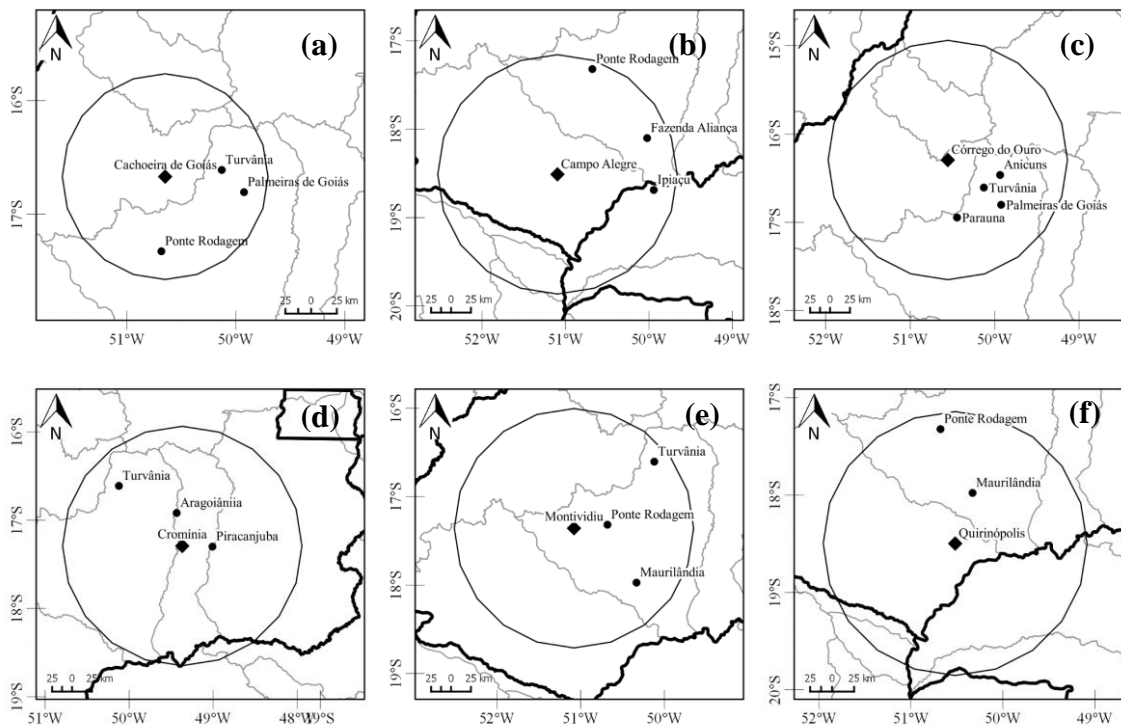 (a)
N
16°S
17°S
Cachoeira de Goiás
Turvânia
Palmeiras de Goiás
Ponte Rodagem
25 0 25 km
51°W 50°W 49°W
(b)
N
17°S
18°S
19°S
20°S
Ponte Rodagem
Fazenda Aliança
Campo Alegre
Ipiaçu
25 0 25 km
52°W 51°W 50°W 49°W
(c)
N
15°S
16°S
17°S
18°S
Córrego do Ouro
Anicuns
Turvânia
Palmeiras de Goiás
Parauna
25 0 25 km
52°W 51°W 50°W 49°W
(d)
N
16°S
17°S
18°S
19°S
Turvânia
Aragoiâniia
Cromínia
Piracanjuba
25 0 25 km
51°W 50°W 49°W 48°W
(e)
N
16°S
17°S
18°S
19°S
Turvânia
Montividiu
Ponte Rodagem
Maurilândia
25 0 25 km
52°W 51°W 50°W
(f)
N
17°S
18°S
19°S
20°S
Ponte Rodagem
Maurilândia
Quirinópolis
25 0 25 km
52°W 51°W 50°W 49°W